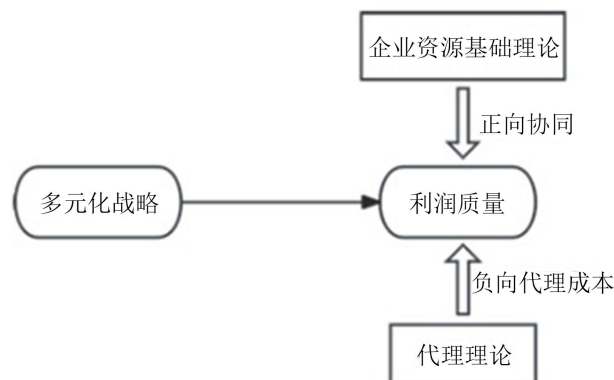 企业资源基础理论
正向协同
多元化战略
利润质量
负向代理成本
代理理论